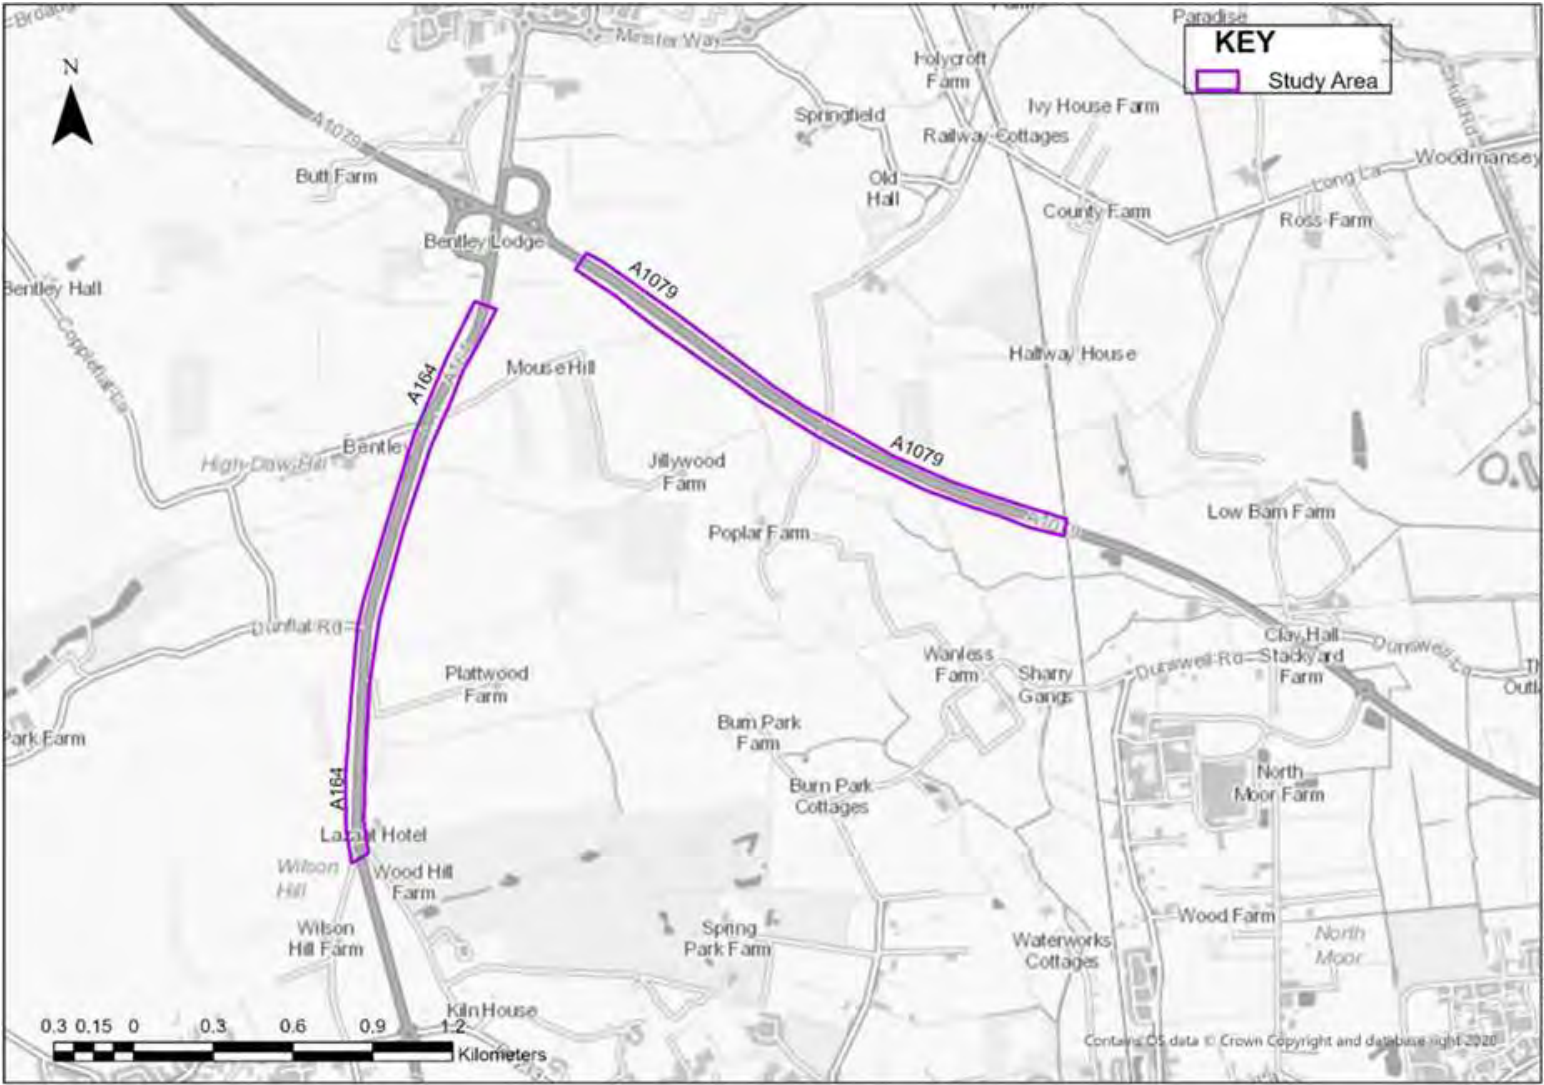 Paradise
KEY
Study Area
N
Minster Way
Holycroft
Farm
Ivy House Farm
A1079
Springfield
Railway Cottages
Hull Rd
Woodmansey
Butt Farm
Old
Hall
Long La
County Farm
Ross Farm
Bentley Lodge
A1079
Bentley Hall
Copplefiat La
Halfway House
Mouse Hill
A164
Bentley
High Daw Hill
A1079
Jillywood
Farm
Low Barn Farm
Poplar Farm
Dunflat Rd
Clay Hall
Stackyard
Farm
Dunswell Rd
Dunswell La
Wanless
Farm
Sharry
Gangs
Plattwood
Farm
Park Farm
Burn Park
Farm
Burn Park
Cottages
North
Moor Farm
A164
Lazaat Hotel
Wilson
Hill
Wood Hill
Farm
Wilson
Hill Farm
Spring
Park Farm
Wood Farm
Waterworks
Cottages
North
Moor
Kiln House
0.3 0.15 0 0.3 0.6 0.9 1.2
Kilometers
Contains OS data © Crown Copyright and database right 2020